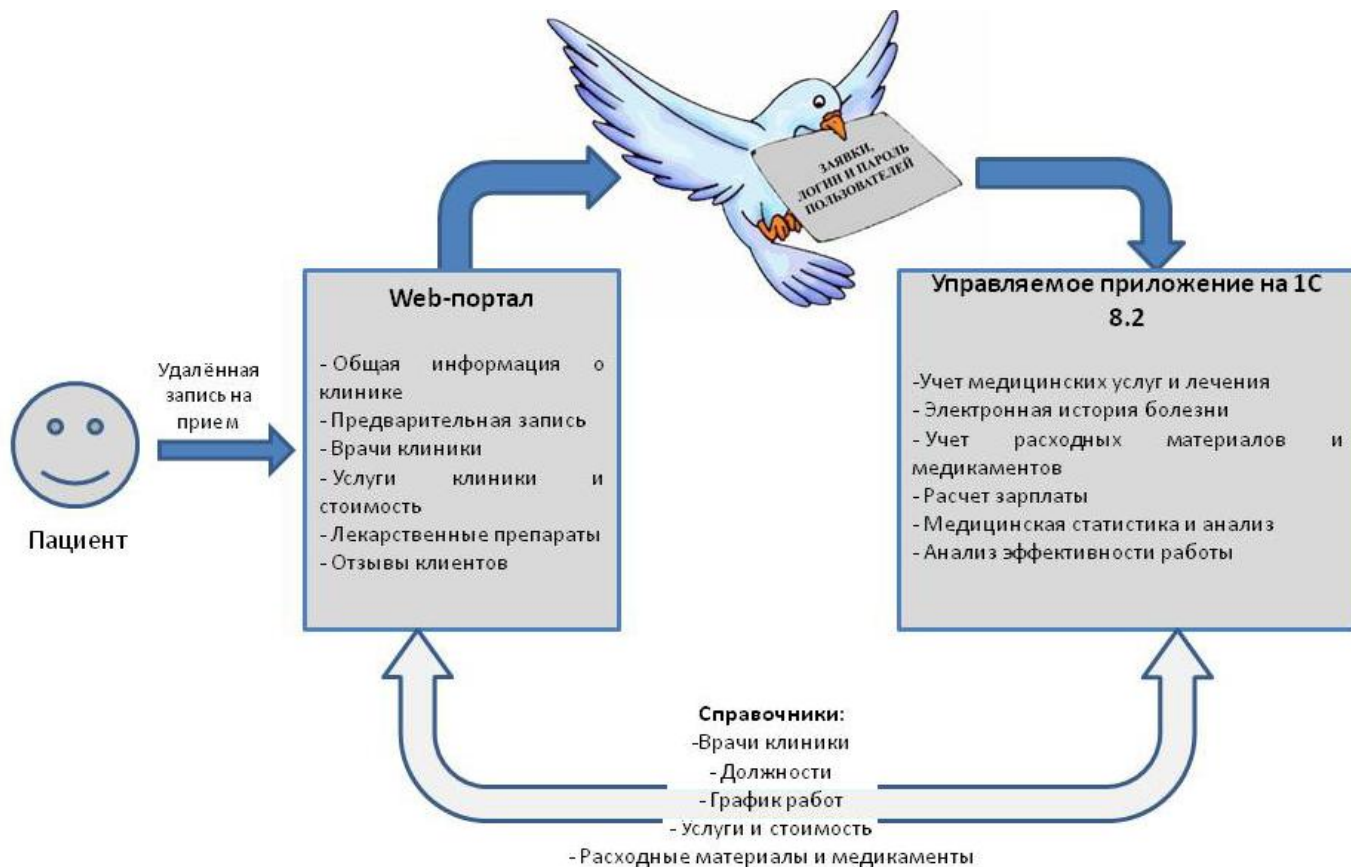 ЗАЯВКИ,
ЛОГИН И ПАРОЛЬ
ПОЛЬЗОВАТЕЛЕЙ
Удалённая
запись на
прием
Пациент
Web-портал
- Общая информация о
клинике
- Предварительная запись
- Врачи клиники
- Услуги клиники и
стоимость
- Лекарственные препараты
- Отзывы клиентов
Управляемое приложение на 1С
8.2
-Учет медицинских услуг и лечения
- Электронная история болезни
- Учет расходных материалов и
медикаментов
- Расчет зарплаты
- Медицинская статистика и анализ
- Анализ эффективности работы
Справочники:
-Врачи клиники
- Должности
- График работ
- Услуги и стоимость
- Расходные материалы и медикаменты